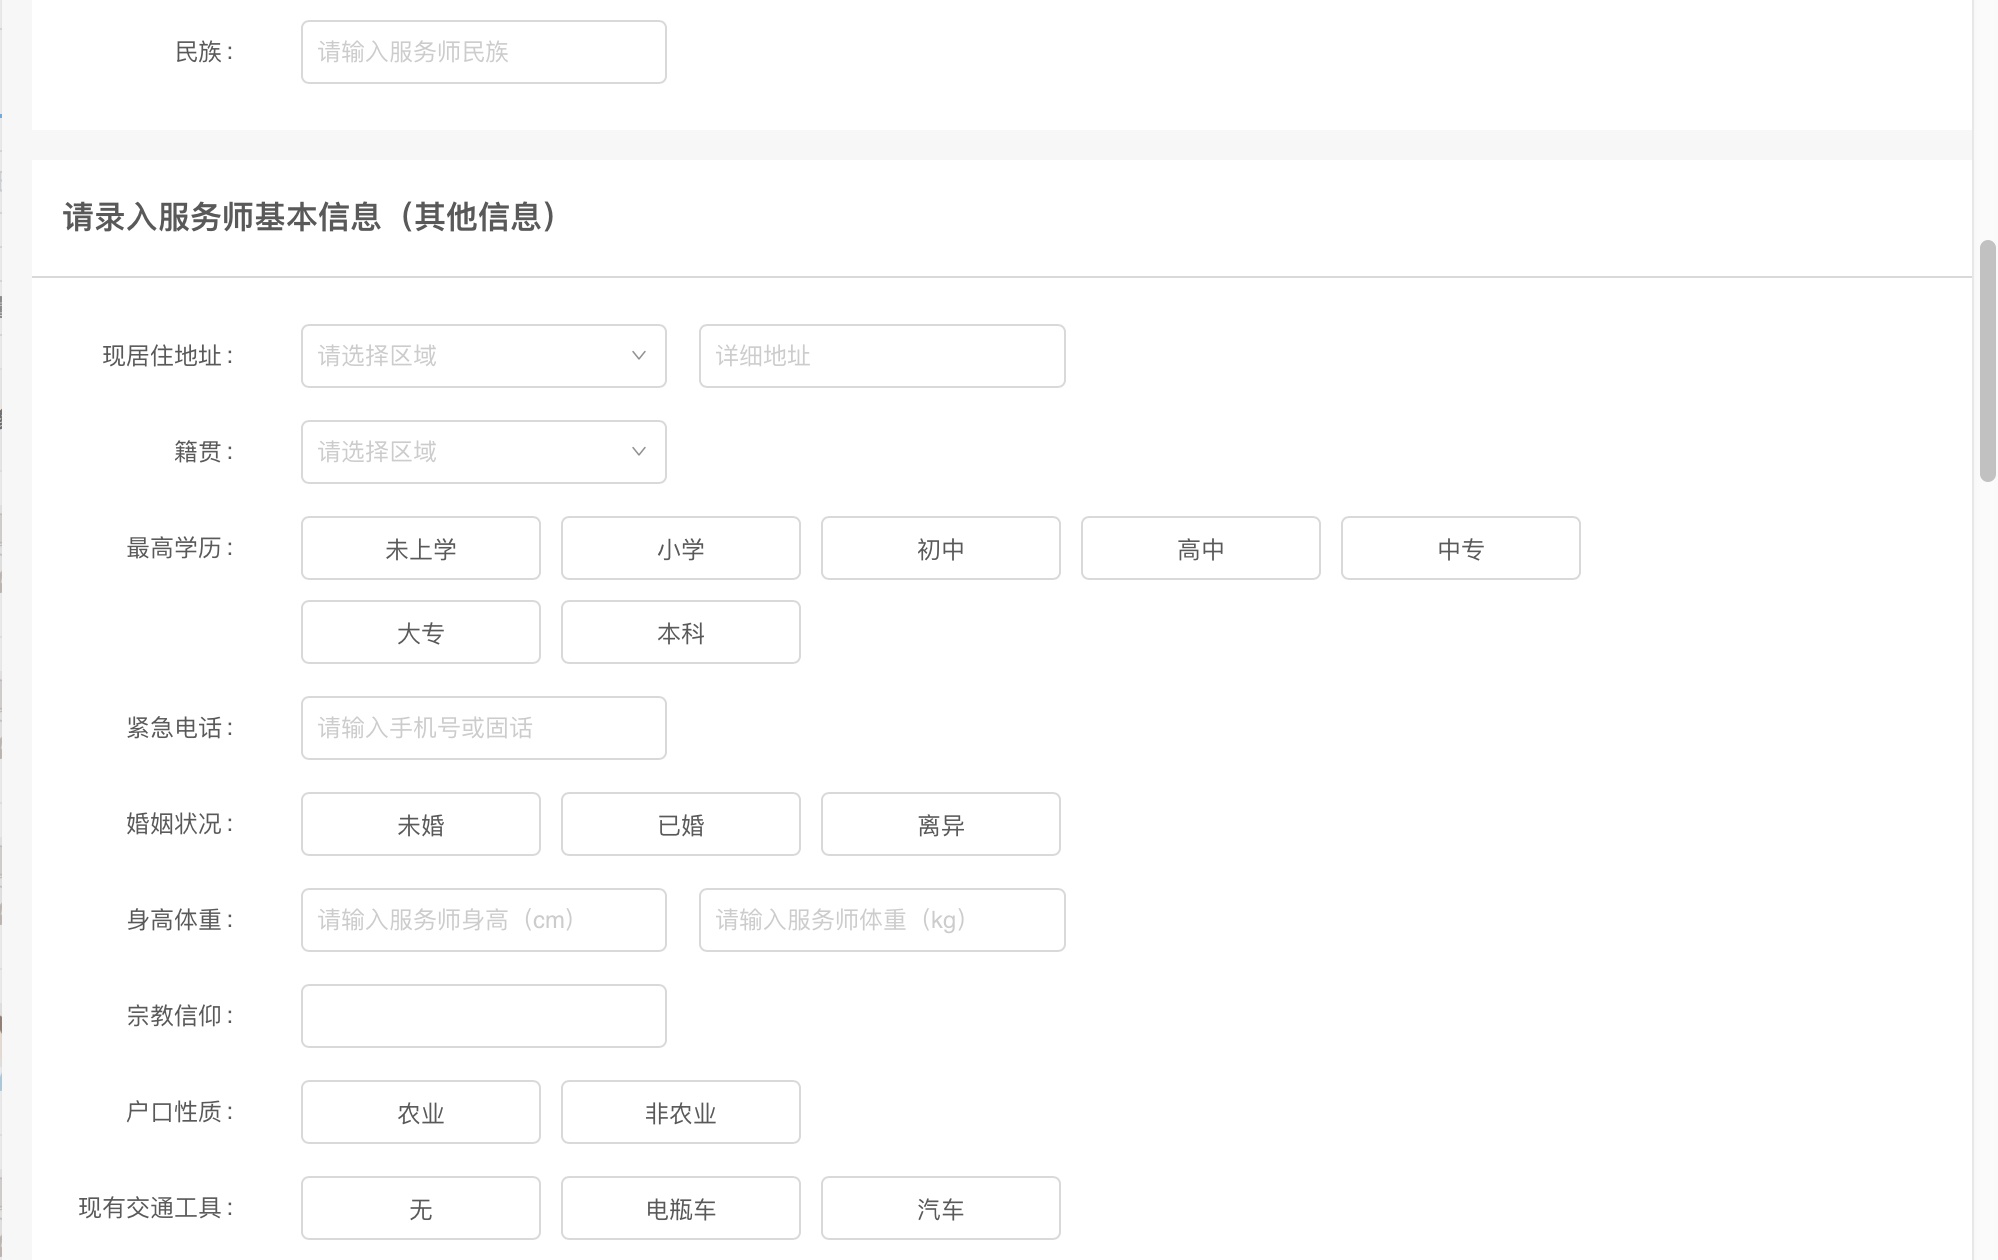 民族 : 请输入服务师民族
请录入服务师基本信息（其他信息）
现居住地址 : 请选择区域 详细地址
籍贯 : 请选择区域
最高学历 : 未上学 小学 初中 高中 中专
大专 本科
紧急电话 : 请输入手机号或固话
婚姻状况 : 未婚 已婚 离异
身高体重 : 请输入服务师身高（cm） 请输入服务师体重（kg）
宗教信仰 :
户口性质 : 农业 非农业
现有交通工具 : 无 电瓶车 汽车